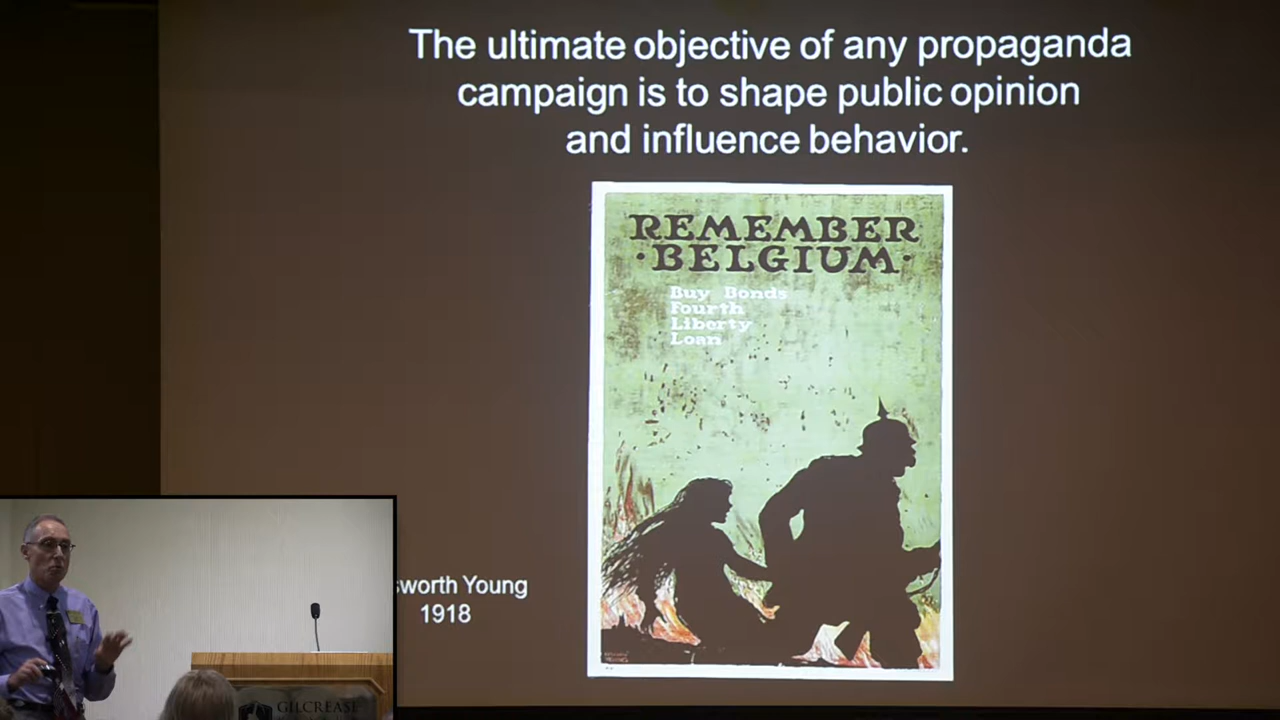 The ultimate objective of any propaganda
campaign is to shape public opinion
and influence behavior.
REMEMBER
·BELGIUM·
Buy Bonds
Fourth
Liberty
Loan
sworth Young
1918
GILCREASE